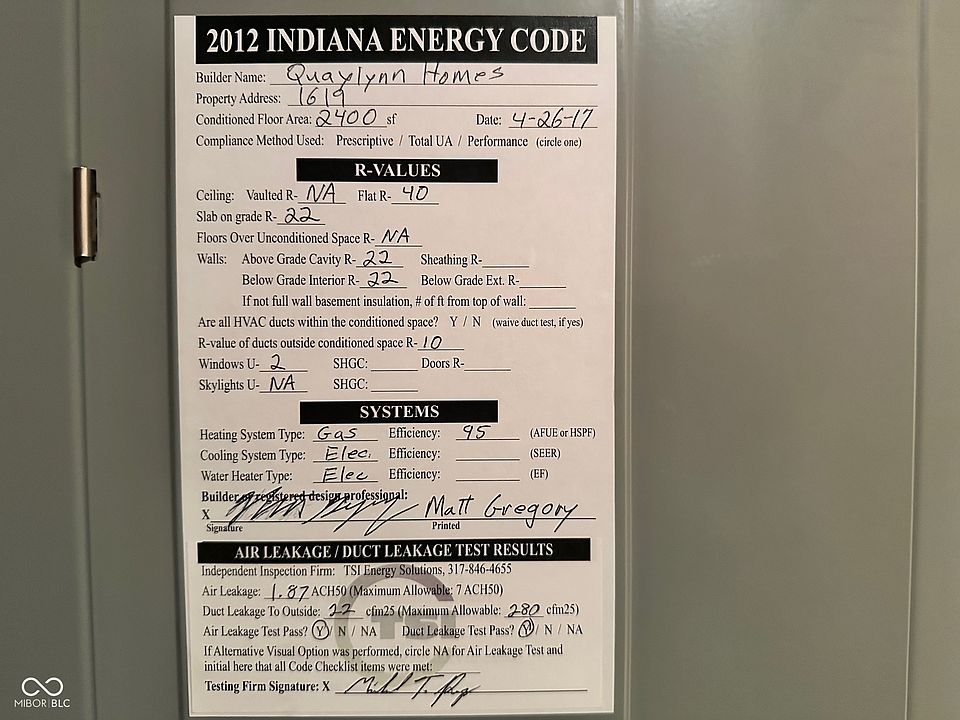 2012 INDIANA ENERGY CODE
Builder Name: Quaylynn Homes
Property Address: 1619
Conditioned Floor Area: 2400 sf Date: 4-26-17
Compliance Method Used: Prescriptive / Total UA / Performance (circle one)
R-VALUES
Ceiling: Vaulted R- NA Flat R- 40
Slab on grade R- 22
Floors Over Unconditioned Space R- NA
Walls: Above Grade Cavity R- 22 Sheathing R-
Below Grade Interior R- 22 Below Grade Ext. R-
If not full wall basement insulation, # of ft from top of wall:
Are all HVAC ducts within the conditioned space? Y / N (waive duct test, if yes)
R-value of ducts outside conditioned space R- 10
Windows U- 2 SHGC: Doors R-
Skylights U- NA SHGC:
SYSTEMS
Heating System Type: Gas Efficiency: 95 (AFUE or HSPF)
Cooling System Type: Elec. Efficiency: (SEER)
Water Heater Type: Elec Efficiency: (EF)
Builder or registered design professional:
X Matt Gregory
Signature Printed
AIR LEAKAGE / DUCT LEAKAGE TEST RESULTS
Independent Inspection Firm: TSI Energy Solutions, 317-846-4655
Air Leakage: 1.87 ACH50 (Maximum Allowable: 7 ACH50)
Duct Leakage To Outside: 22 cfm25 (Maximum Allowable: 280 cfm25)
Air Leakage Test Pass? Y / N / NA Duct Leakage Test Pass? Y / N / NA
TSI
If Alternative Visual Option was performed, circle NA for Air Leakage Test and
initial here that all Code Checklist items were met:
Testing Firm Signature: X
MIBOR BLC